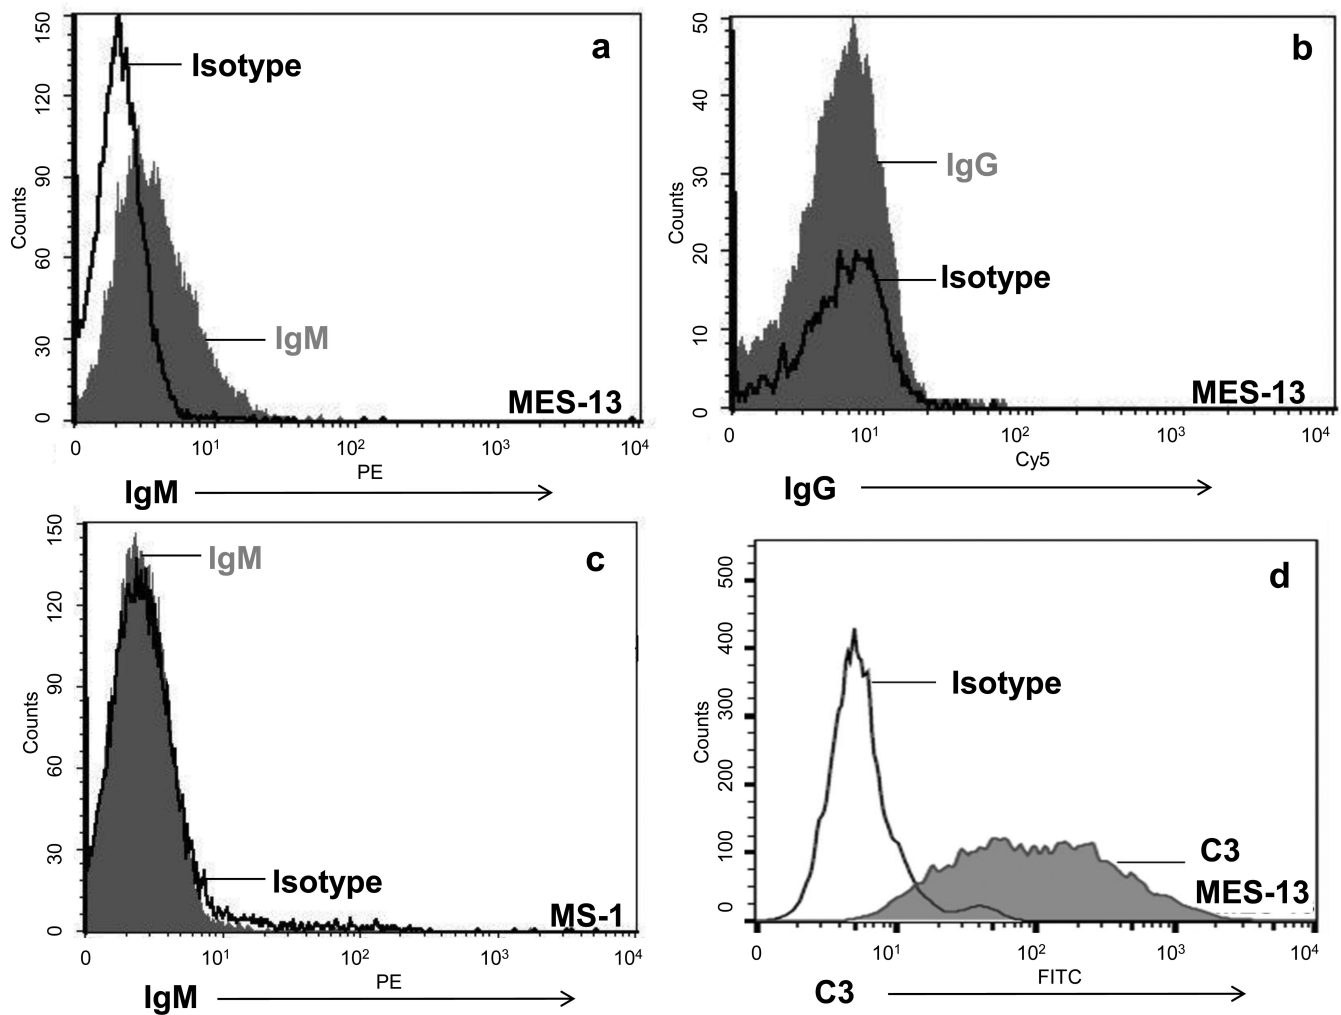 150
120
90
60
30
0
Counts
Isotype
a
IgM
MES-13
0 10¹ 10² 10³ 10⁴
PE
IgM
50
40
30
20
10
0
Counts
b
IgG
Isotype
MES-13
0 10¹ 10² 10³ 10⁴
Cy5
IgG
150
120
90
60
30
0
Counts
IgM
c
Isotype
MS-1
0 10¹ 10² 10³ 10⁴
PE
IgM
500
400
300
200
100
0
Counts
d
Isotype
C3
MES-13
0 10¹ 10² 10³ 10⁴
FITC
C3